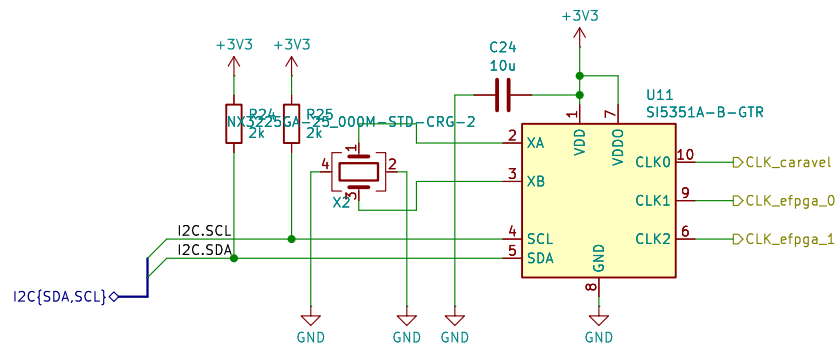 +3V3
+3V3
+3V3
C24
10u
R24
2k
R25
2k
NX3225GA-25_000M-STD-CRG-2
U11
SI5351A-B-GTR
1
7
VDD
VDDO
2
XA
3
XB
4
SCL
5
SDA
GND
8
CLK0
10
CLK_caravel
CLK1
9
CLK_efpga_0
CLK2
6
CLK_efpga_1
1
4
2
3
X2
I2C.SCL
I2C.SDA
I2C{SDA,SCL}
GND
GND
GND
GND